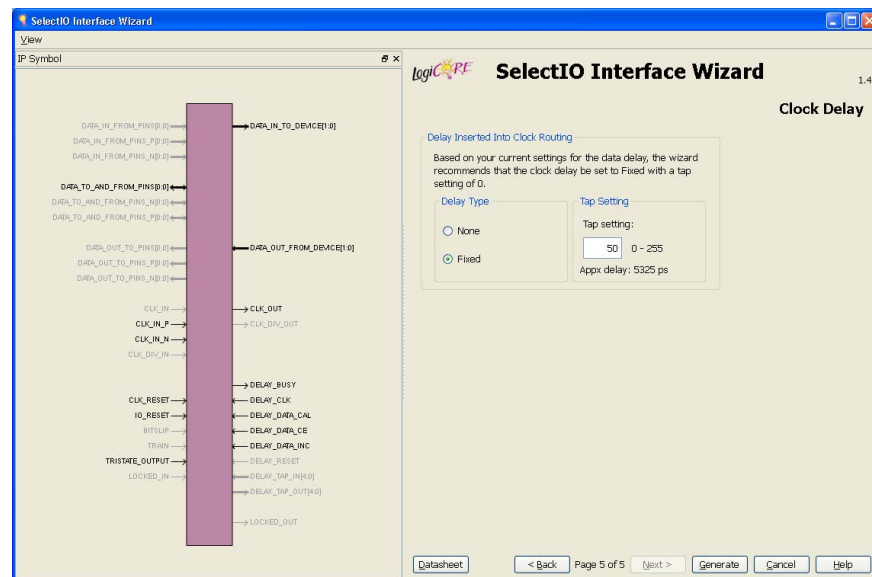 SelectIO Interface Wizard
View
IP Symbol
DATA_IN_FROM_PINS[0:0]
DATA_IN_FROM_PINS_P[0:0]
DATA_IN_FROM_PINS_N[0:0]
DATA_TO_AND_FROM_PINS[0:0]
DATA_TO_AND_FROM_PINS_N[0:0]
DATA_TO_AND_FROM_PINS_P[0:0]
DATA_OUT_TO_PINS[0:0]
DATA_OUT_TO_PINS_P[0:0]
DATA_OUT_TO_PINS_N[0:0]
CLK_IN
CLK_IN_P
CLK_IN_N
CLK_DIV_IN
CLK_RESET
IO_RESET
BITSLIP
TRAIN
TRISTATE_OUTPUT
LOCKED_IN
DATA_IN_TO_DEVICE[1:0]
DATA_OUT_FROM_DEVICE[1:0]
CLK_OUT
CLK_DIV_OUT
DELAY_BUSY
DELAY_CLK
DELAY_DATA_CAL
DELAY_DATA_CE
DELAY_DATA_INC
DELAY_RESET
DELAY_TAP_IN[4:0]
DELAY_TAP_OUT[4:0]
LOCKED_OUT
logiCORE
SelectIO Interface Wizard
1.4
Clock Delay
Delay Inserted Into Clock Routing
Based on your current settings for the data delay, the wizard
recommends that the clock delay be set to Fixed with a tap
setting of 0.
Delay Type
None
Fixed
Tap Setting
Tap setting:
50 0 - 255
Appx delay: 5325 ps
Datasheet < Back Page 5 of 5 Next > Generate Cancel Help